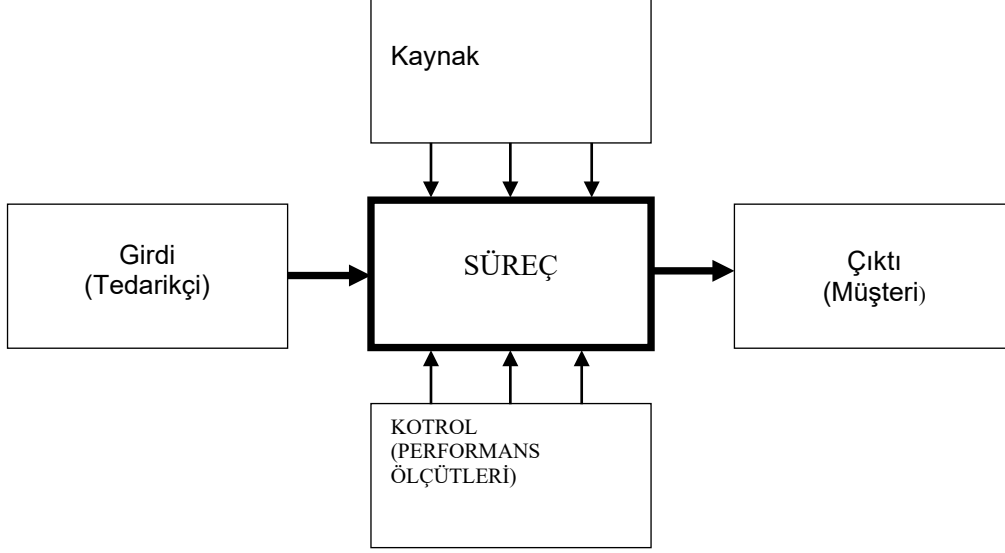 Kaynak
Girdi
(Tedarikçi)
SÜREÇ
Çıktı
(Müşteri)
KOTROL
(PERFORMANS
ÖLÇÜTLERİ)